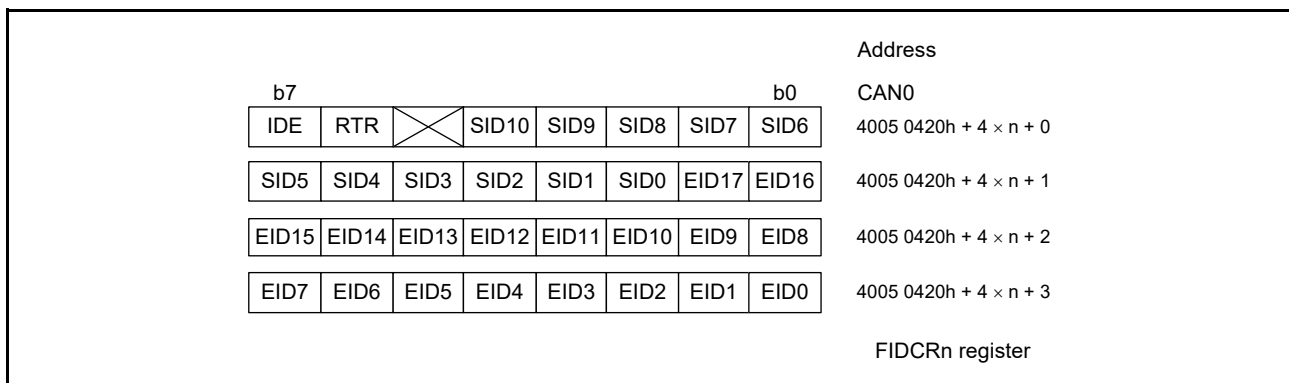 Address
b7 b0 CAN0
IDE RTR SID10 SID9 SID8 SID7 SID6 4005 0420h + 4 × n + 0
SID5 SID4 SID3 SID2 SID1 SID0 EID17 EID16 4005 0420h + 4 × n + 1
EID15 EID14 EID13 EID12 EID11 EID10 EID9 EID8 4005 0420h + 4 × n + 2
EID7 EID6 EID5 EID4 EID3 EID2 EID1 EID0 4005 0420h + 4 × n + 3
FIDCRn register